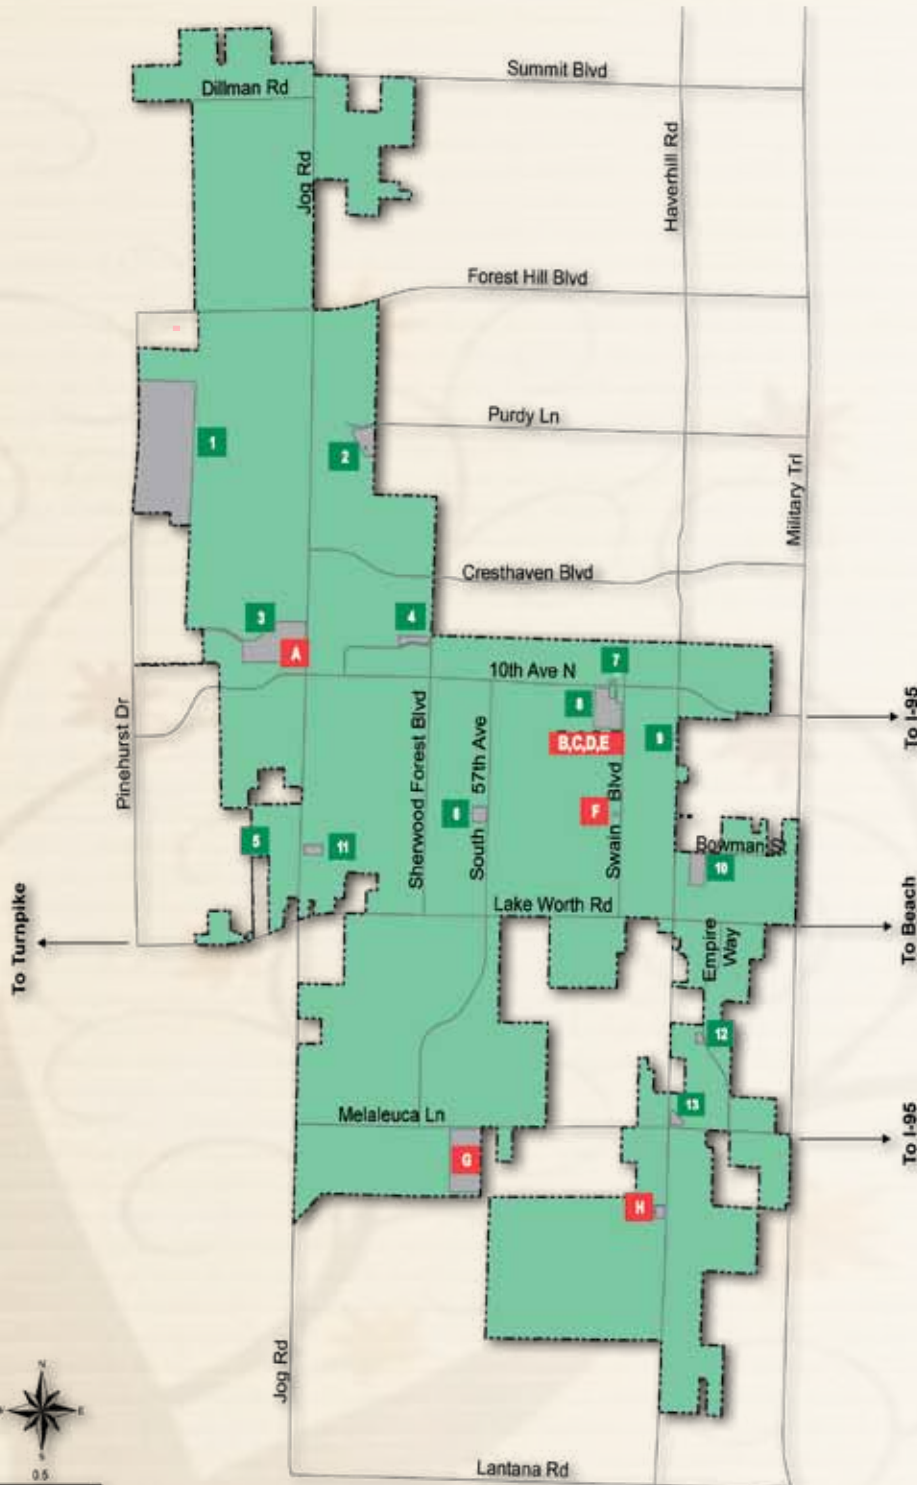 Summit Blvd
Dillman Rd
Haverhill Rd
Jog Rd
Forest Hill Blvd
Purdy Ln
1
2
Military Trl
Cresthaven Blvd
3
4
A
7
10th Ave N
8
To I-95
Pinehurst Dr
Sherwood Forest Blvd
South 57th Ave
B,C,D,E
9
Swain Blvd
6
F
5
11
Bowman St
10
Lake Worth Rd
To Turnpike
To Beach
Empire
Way
12
13
Melaleuca Ln
To I-95
G
H
Jog Rd
N
E
S
0.5
Lantana Rd